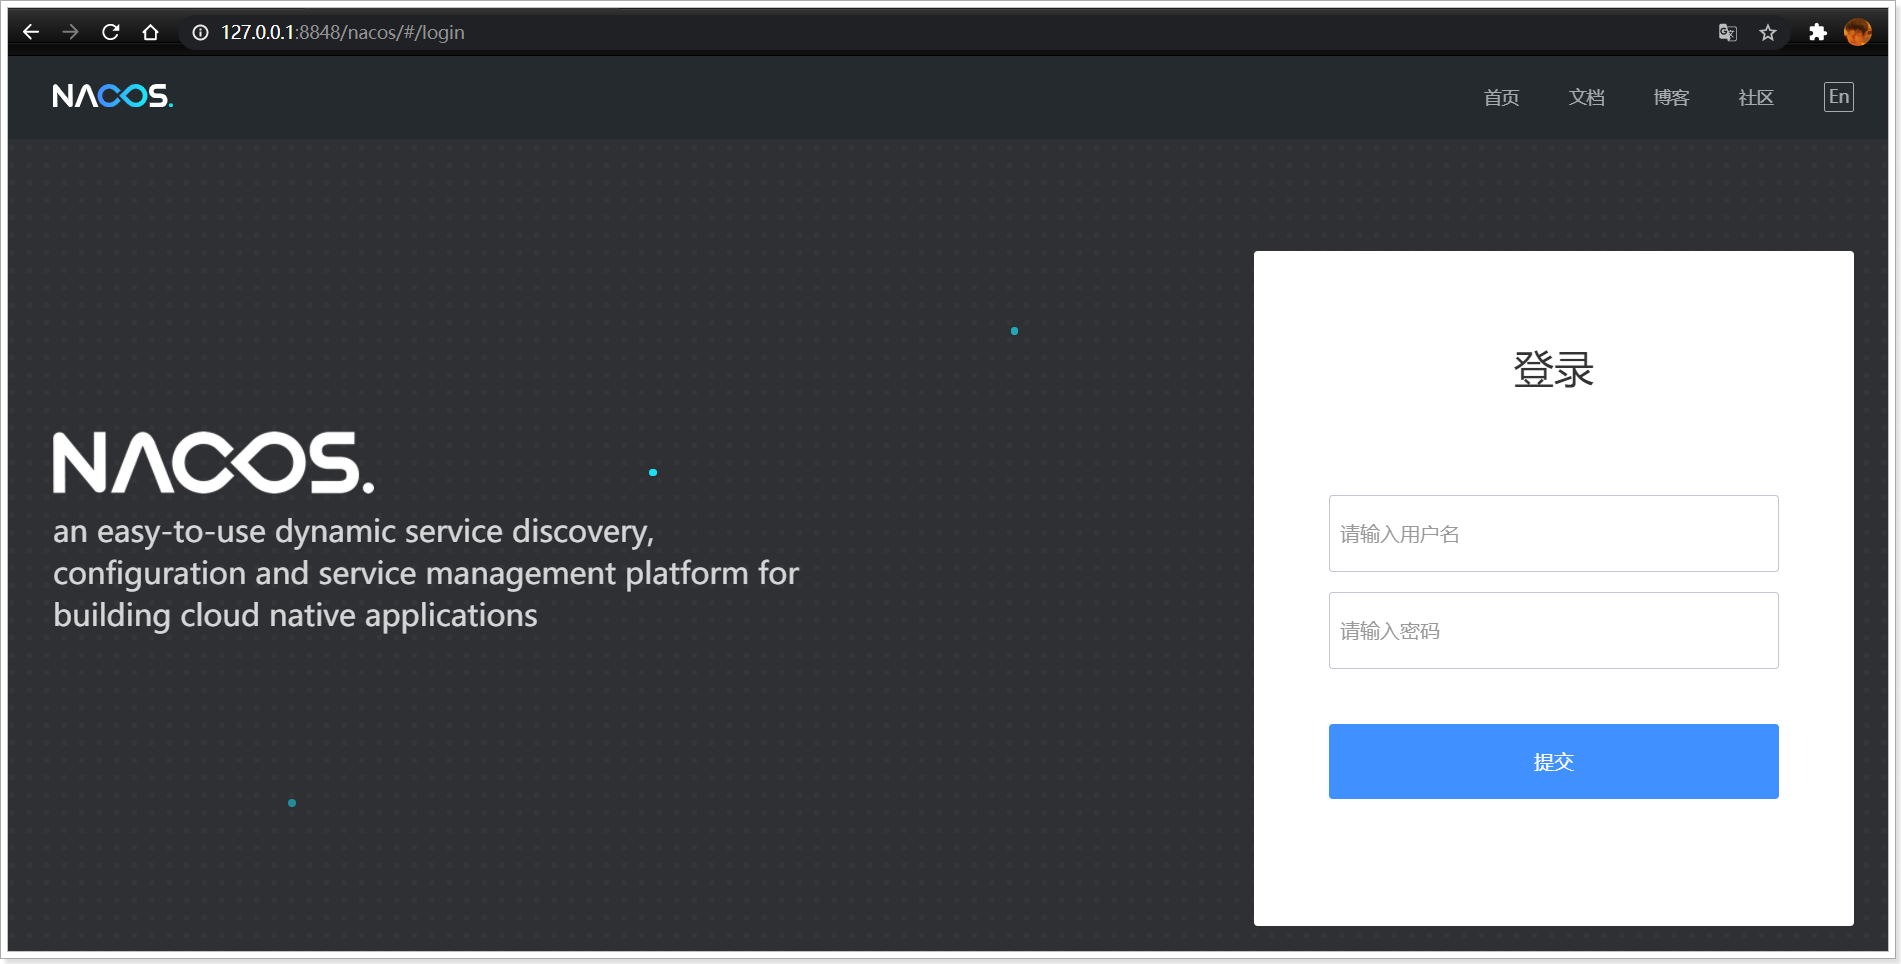 127.0.0.1:8848/nacos/#/login
NACOS.
首页 文档 博客 社区 En
登录
NACOS.
an easy-to-use dynamic service discovery,
configuration and service management platform for
building cloud native applications
请输入用户名
请输入密码
提交